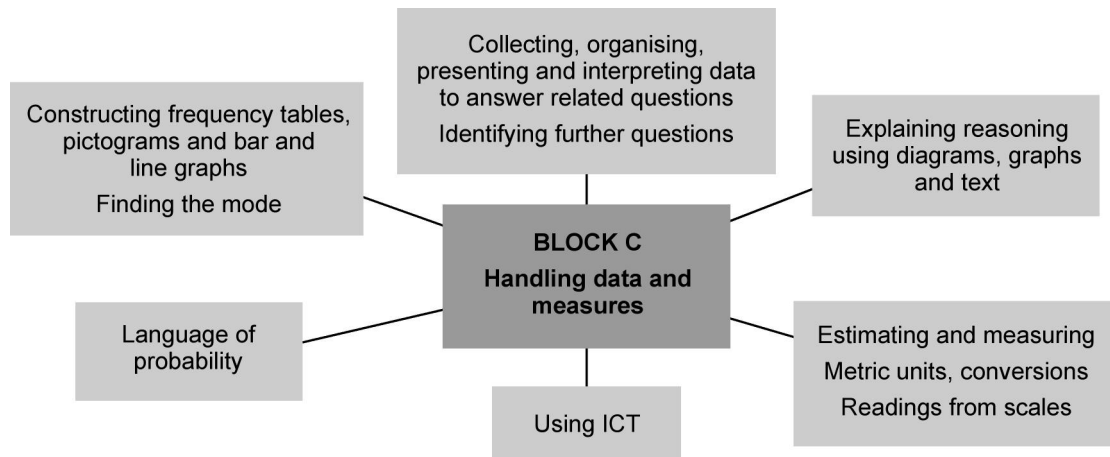 Collecting, organising,
presenting and interpreting data
to answer related questions
Identifying further questions
Constructing frequency tables,
pictograms and bar and
line graphs
Finding the mode
Explaining reasoning
using diagrams, graphs
and text
BLOCK C
Handling data and
measures
Language of
probability
Using ICT
Estimating and measuring
Metric units, conversions
Readings from scales